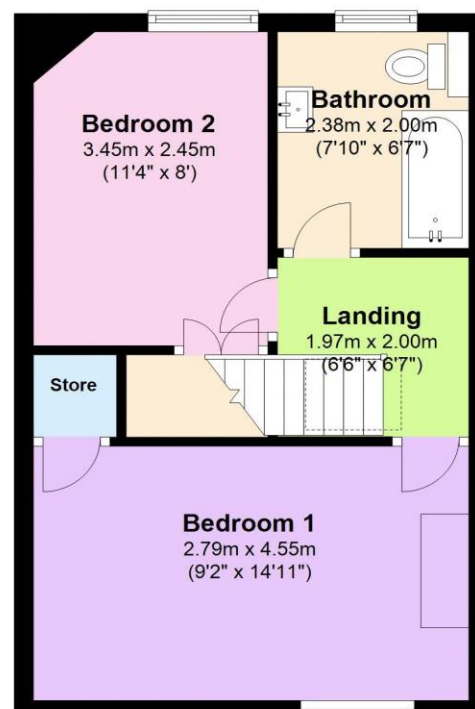 Bedroom 2
3.45m x 2.45m
(11'4" x 8')
Bathroom
2.38m x 2.00m
(7'10" x 6'7")
Landing
1.97m x 2.00m
(6'6" x 6'7")
Store
Bedroom 1
2.79m x 4.55m
(9'2" x 14'11")